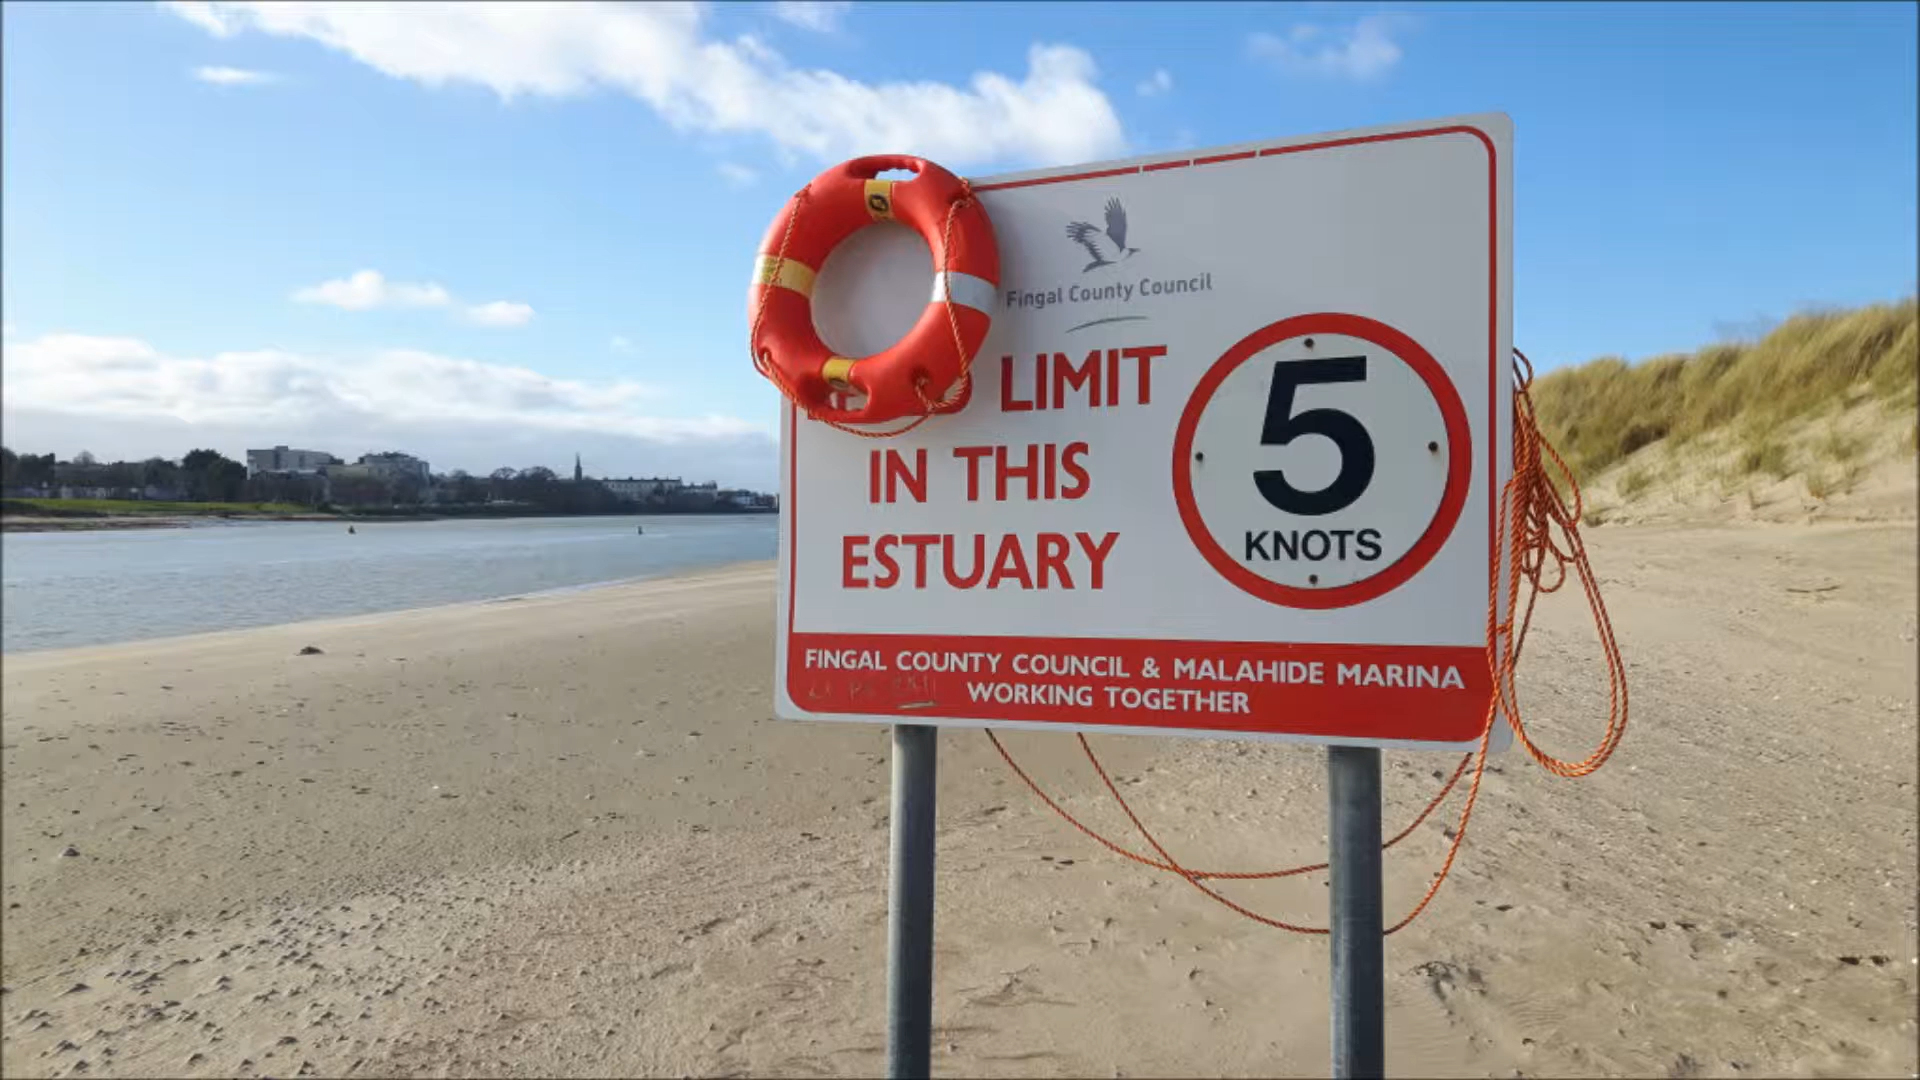 Fingal County Council
LIMIT
IN THIS
ESTUARY
5
KNOTS
FINGAL COUNTY COUNCIL & MALAHIDE MARINA
WORKING TOGETHER